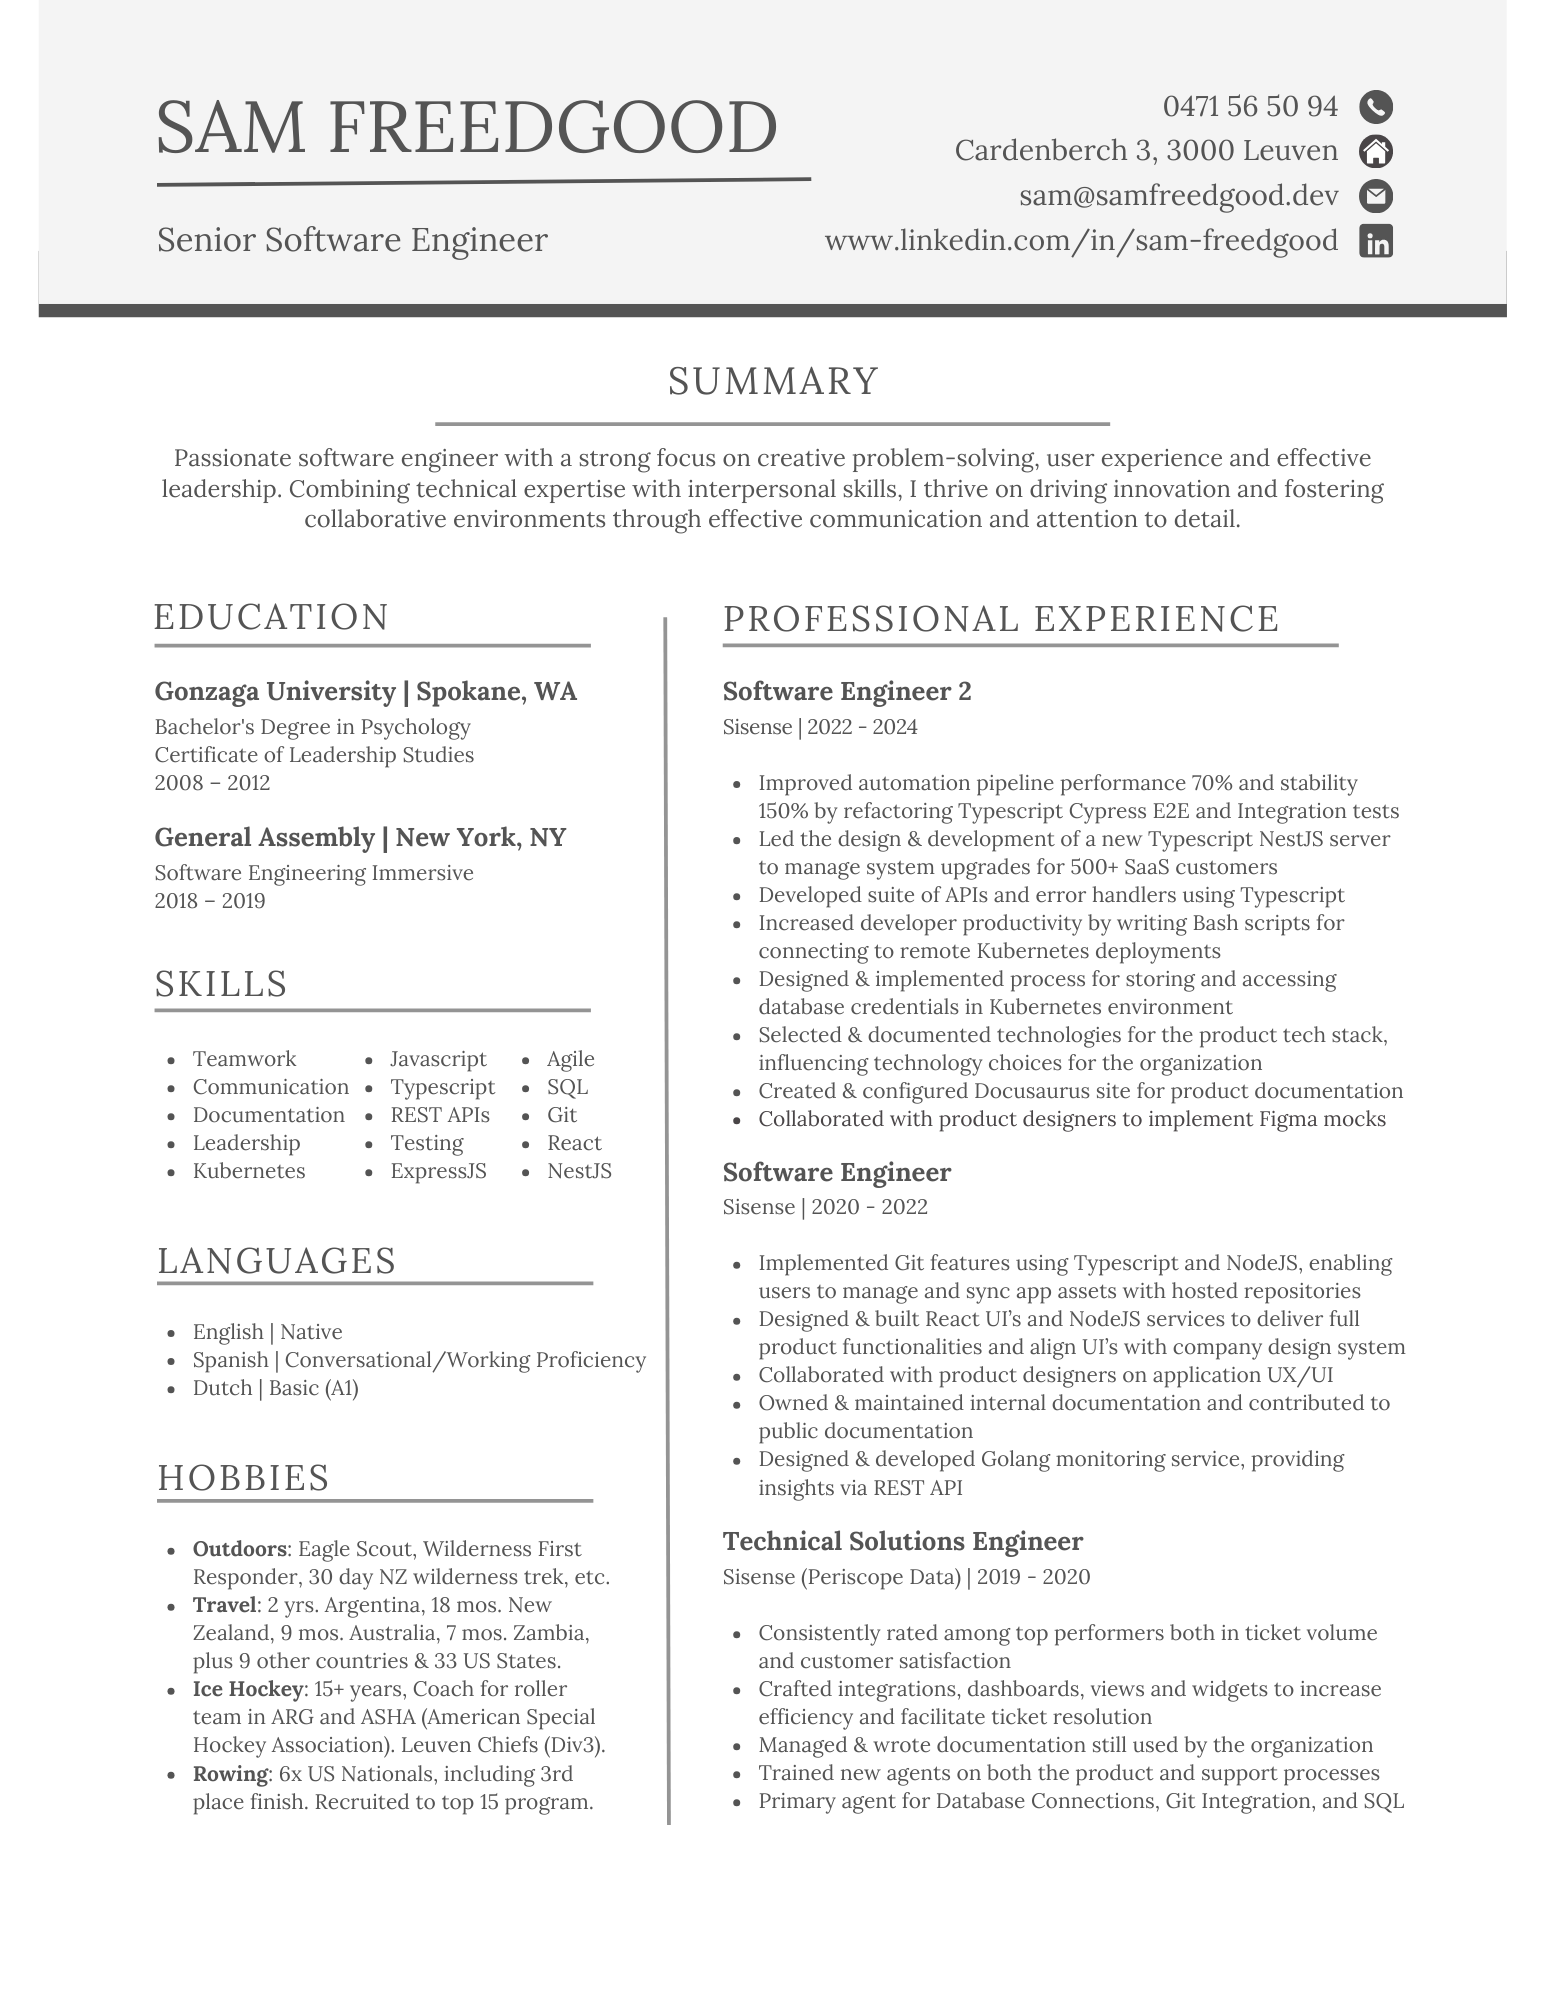 SAM FREEDGOOD
Senior Software Engineer
0471 56 50 94
Cardenberch 3, 3000 Leuven
sam@samfreedgood.dev
www.linkedin.com/in/sam-freedgood
in
SUMMARY
Passionate software engineer with a strong focus on creative problem-solving, user experience and effective
leadership. Combining technical expertise with interpersonal skills, I thrive on driving innovation and fostering
collaborative environments through effective communication and attention to detail.
EDUCATION
Gonzaga University | Spokane, WA
Bachelor's Degree in Psychology
Certificate of Leadership Studies
2008 – 2012
General Assembly | New York, NY
Software Engineering Immersive
2018 – 2019
SKILLS
• Teamwork
• Communication
• Documentation
• Leadership
• Kubernetes
• Javascript
• Typescript
• REST APIs
• Testing
• ExpressJS
• Agile
• SQL
• Git
• React
• NestJS
LANGUAGES
• English | Native
• Spanish | Conversational/Working Proficiency
• Dutch | Basic (A1)
HOBBIES
• Outdoors: Eagle Scout, Wilderness First
Responder, 30 day NZ wilderness trek, etc.
• Travel: 2 yrs. Argentina, 18 mos. New
Zealand, 9 mos. Australia, 7 mos. Zambia,
plus 9 other countries & 33 US States.
• Ice Hockey: 15+ years, Coach for roller
team in ARG and ASHA (American Special
Hockey Association). Leuven Chiefs (Div3).
• Rowing: 6x US Nationals, including 3rd
place finish. Recruited to top 15 program.
PROFESSIONAL EXPERIENCE
Software Engineer 2
Sisense | 2022 - 2024
• Improved automation pipeline performance 70% and stability
150% by refactoring Typescript Cypress E2E and Integration tests
• Led the design & development of a new Typescript NestJS server
to manage system upgrades for 500+ SaaS customers
• Developed suite of APIs and error handlers using Typescript
• Increased developer productivity by writing Bash scripts for
connecting to remote Kubernetes deployments
• Designed & implemented process for storing and accessing
database credentials in Kubernetes environment
• Selected & documented technologies for the product tech stack,
influencing technology choices for the organization
• Created & configured Docusaurus site for product documentation
• Collaborated with product designers to implement Figma mocks
Software Engineer
Sisense | 2020 - 2022
• Implemented Git features using Typescript and NodeJS, enabling
users to manage and sync app assets with hosted repositories
• Designed & built React UI’s and NodeJS services to deliver full
product functionalities and align UI’s with company design system
• Collaborated with product designers on application UX/UI
• Owned & maintained internal documentation and contributed to
public documentation
• Designed & developed Golang monitoring service, providing
insights via REST API
Technical Solutions Engineer
Sisense (Periscope Data) | 2019 - 2020
• Consistently rated among top performers both in ticket volume
and customer satisfaction
• Crafted integrations, dashboards, views and widgets to increase
efficiency and facilitate ticket resolution
• Managed & wrote documentation still used by the organization
• Trained new agents on both the product and support processes
• Primary agent for Database Connections, Git Integration, and SQL